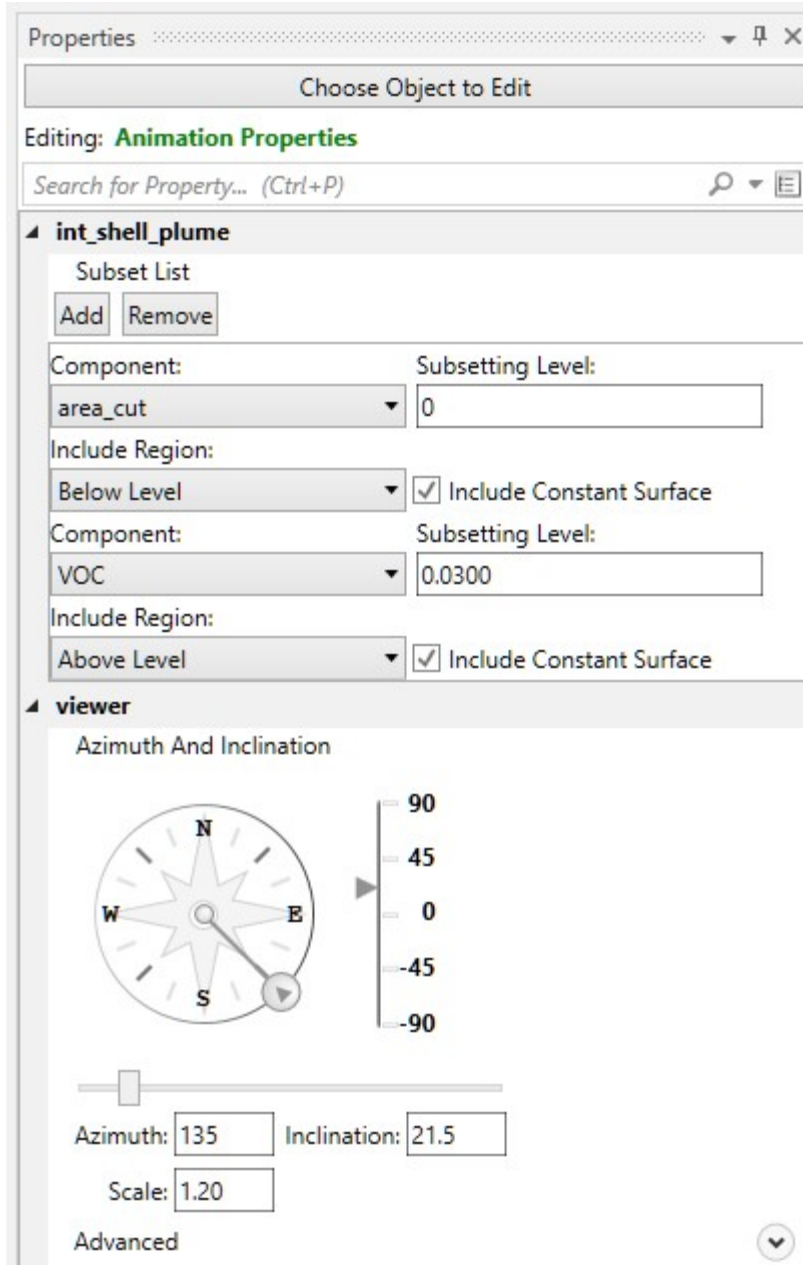 Properties
Choose Object to Edit
Editing: Animation Properties
Search for Property... (Ctrl+P)
int_shell_plume
Subset List
Add Remove
Component: Subsetting Level:
area_cut 0
Include Region:
Below Level Include Constant Surface
Component: Subsetting Level:
VOC 0.0300
Include Region:
Above Level Include Constant Surface
viewer
Azimuth And Inclination
90
N
45
W E 0
-45
S
-90
Azimuth: 135 Inclination: 21.5
Scale: 1.20
Advanced